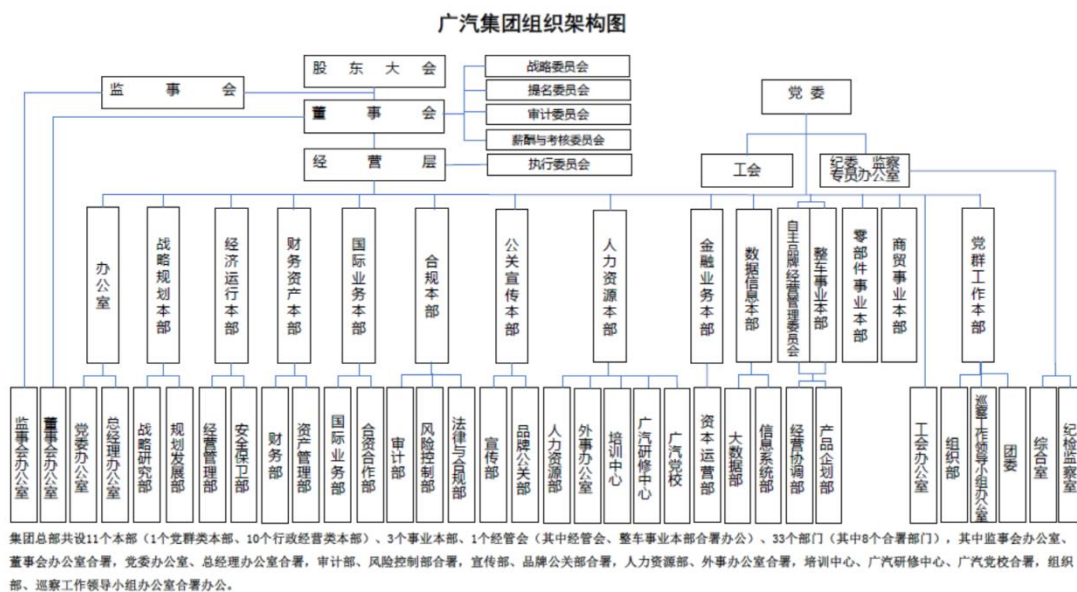 广汽集团组织架构图
股东大会
监事会
董事会
经营层
战略委员会
提名委员会
审计委员会
薪酬与考核委员会
执行委员会
党委
工会
纪委、监察
专员办公室
办公室
战略规划本部
经济运行本部
财务资产本部
国际业务本部
合规本部
公关宣传本部
人力资源本部
金融业务本部
数据信息本部
自主品牌经营管理委员会
整车事业本部
零部件事业本部
商贸事业本部
党群工作本部
监事会办公室
董事会办公室
党委办公室
总经理办公室
战略研究部
规划发展部
经营管理部
安全保卫部
财务部
资产管理部
国际业务部
合资合作部
审计部
风险控制部
法律与合规部
宣传部
品牌公关部
人力资源部
外事办公室
培训中心
广汽研修中心
广汽党校
资本运营部
大数据部
信息系统部
经营协调部
产品企划部
工会办公室
组织部
巡察工作领导小组办公室
团委
综合室
纪检监察室
集团总部共设11个本部（1个党群类本部、10个行政经营类本部）、3个事业本部、1个经管会（其中经管会、整车事业本部合署办公）、33个部门（其中8个合署部门），其中监事会办公室、
董事会办公室合署，党委办公室、总经理办公室合署，审计部、风险控制部合署，宣传部、品牌公关部合署，人力资源部、外事办公室合署，培训中心、广汽研修中心、广汽党校合署，组织
部、巡察工作领导小组办公室合署办公。